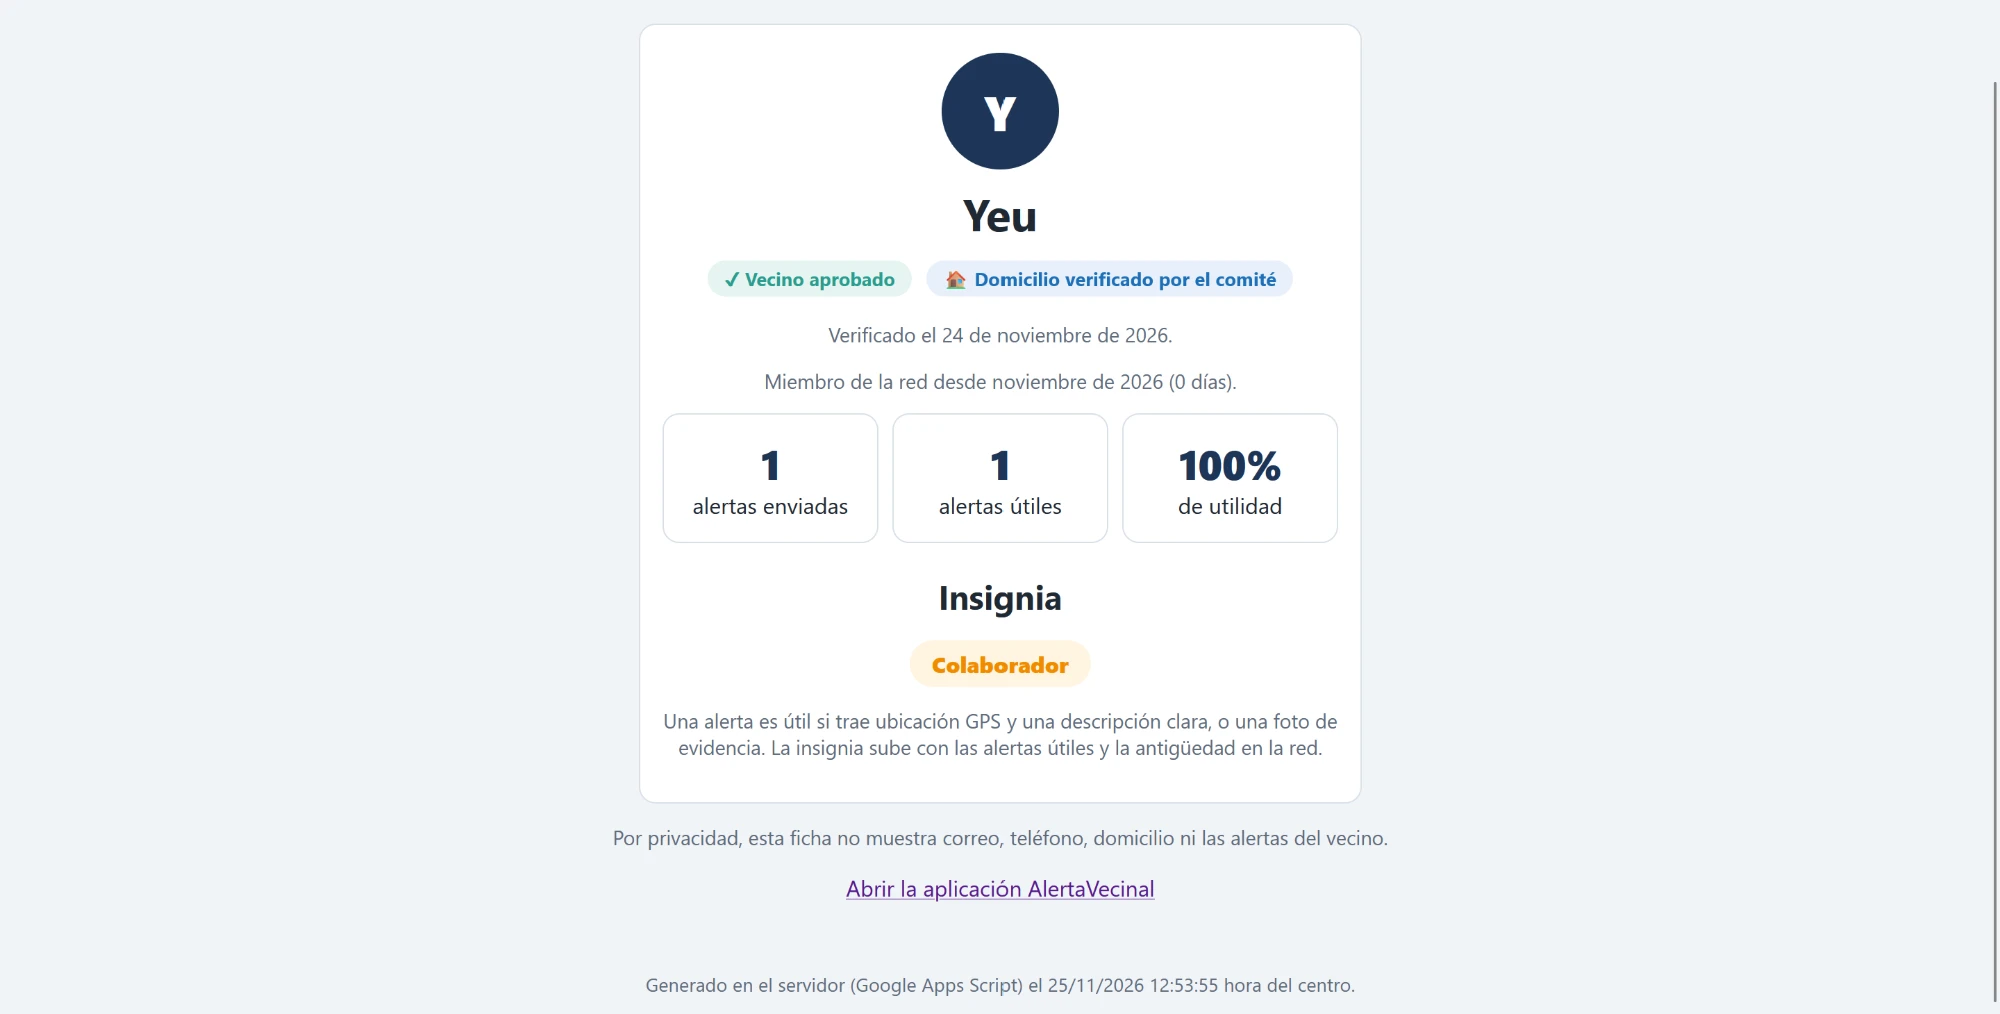 Y
Yeu
✓ Vecino aprobado
Domicilio verificado por el comité
Verificado el 24 de noviembre de 2026.
Miembro de la red desde noviembre de 2026 (0 días).
1
alertas enviadas
1
alertas útiles
100%
de utilidad
Insignia
Colaborador
Una alerta es útil si trae ubicación GPS y una descripción clara, o una foto de
evidencia. La insignia sube con las alertas útiles y la antigüedad en la red.
Por privacidad, esta ficha no muestra correo, teléfono, domicilio ni las alertas del vecino.
Abrir la aplicación AlertaVecinal
Generado en el servidor (Google Apps Script) el 25/11/2026 12:53:55 hora del centro.